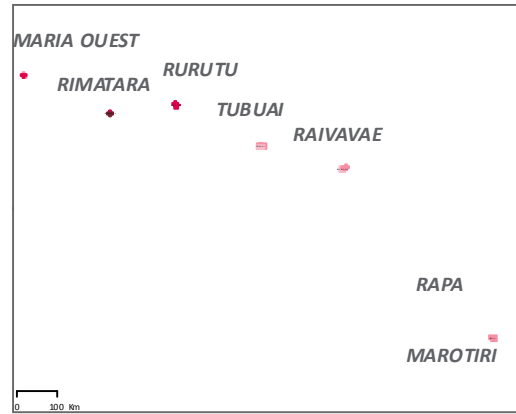 MARIA OUEST
RURUTU
RIMATARA
TUBUAI
RAIVAVAE
RAPA
MAROTIRI
0 100 Km